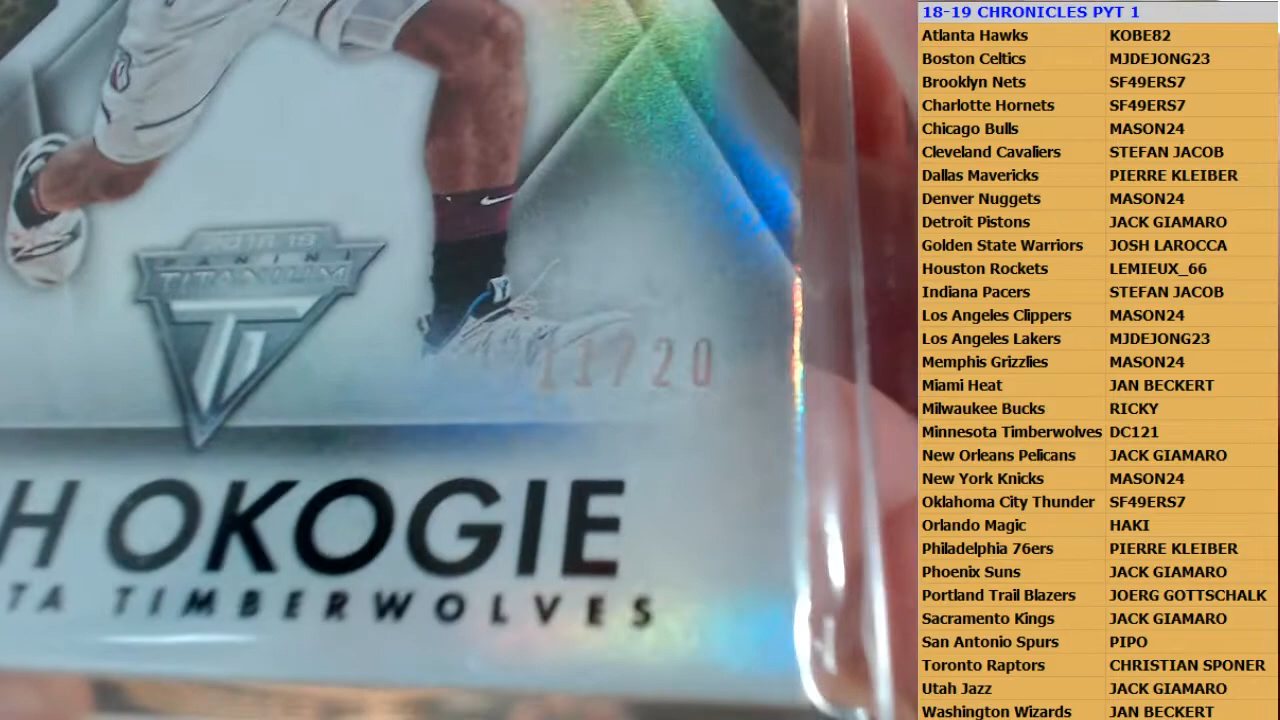 2018-19
PANINI
TITANIUM
TI
11/20
H OKOGIE
TA TIMBERWOLVES
18-19 CHRONICLES PYT 1
Atlanta Hawks KOBE82
Boston Celtics MJDEJONG23
Brooklyn Nets SF49ERS7
Charlotte Hornets SF49ERS7
Chicago Bulls MASON24
Cleveland Cavaliers STEFAN JACOB
Dallas Mavericks PIERRE KLEIBER
Denver Nuggets MASON24
Detroit Pistons JACK GIAMARO
Golden State Warriors JOSH LAROCCA
Houston Rockets LEMIEUX_66
Indiana Pacers STEFAN JACOB
Los Angeles Clippers MASON24
Los Angeles Lakers MJDEJONG23
Memphis Grizzlies MASON24
Miami Heat JAN BECKERT
Milwaukee Bucks RICKY
Minnesota Timberwolves DC121
New Orleans Pelicans JACK GIAMARO
New York Knicks MASON24
Oklahoma City Thunder SF49ERS7
Orlando Magic HAKI
Philadelphia 76ers PIERRE KLEIBER
Phoenix Suns JACK GIAMARO
Portland Trail Blazers JOERG GOTTSCHALK
Sacramento Kings JACK GIAMARO
San Antonio Spurs PIPO
Toronto Raptors CHRISTIAN SPONER
Utah Jazz JACK GIAMARO
Washington Wizards JAN BECKERT